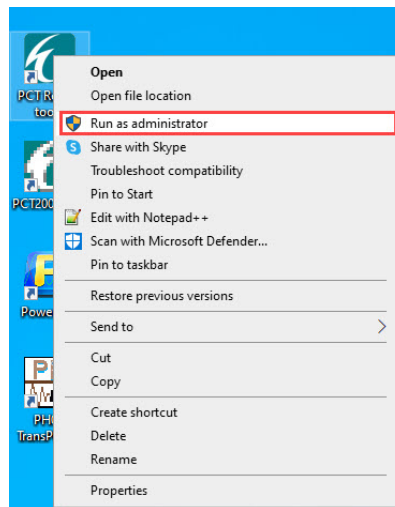 Open
PCT R
Open file location
too
Run as administrator
Share with Skype
Troubleshoot compatibility
Pin to Start
PCT200
Edit with Notepad++
Scan with Microsoft Defender...
Pin to taskbar
Restore previous versions
Powe
Send to
Cut
Copy
Create shortcut
PH
TransP
Delete
Rename
Properties